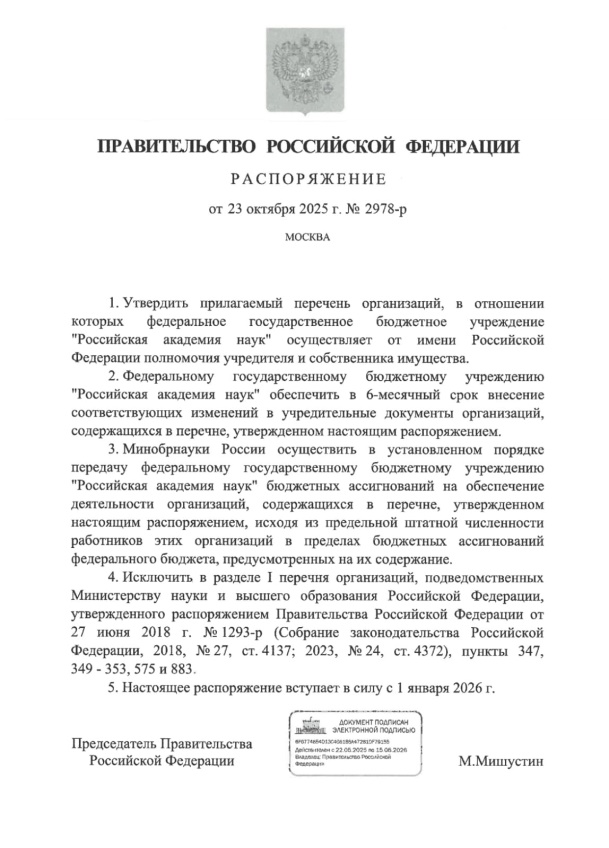 ПРАВИТЕЛЬСТВО РОССИЙСКОЙ ФЕДЕРАЦИИ
РАСПОРЯЖЕНИЕ
от 23 октября 2025 г. № 2978-р
МОСКВА
1. Утвердить прилагаемый перечень организаций, в отношении
которых федеральное государственное бюджетное учреждение
"Российская академия наук" осуществляет от имени Российской
Федерации полномочия учредителя и собственника имущества.
2. Федеральному государственному бюджетному учреждению
"Российская академия наук" обеспечить в 6-месячный срок внесение
соответствующих изменений в учредительные документы организаций,
содержащихся в перечне, утвержденном настоящим распоряжением.
3. Минобрнауки России осуществить в установленном порядке
передачу федеральному государственному бюджетному учреждению
"Российская академия наук" бюджетных ассигнований на обеспечение
деятельности организаций, содержащихся в перечне, утвержденном
настоящим распоряжением, исходя из предельной штатной численности
работников этих организаций в пределах бюджетных ассигнований
федерального бюджета, предусмотренных на их содержание.
4. Исключить в разделе I перечня организаций, подведомственных
Министерству науки и высшего образования Российской Федерации,
утвержденного распоряжением Правительства Российской Федерации от
27 июня 2018 г. № 1293-р (Собрание законодательства Российской
Федерации, 2018, № 27, ст. 4137; 2023, № 24, ст. 4372), пункты 347,
349 - 353, 575 и 883.
5. Настоящее распоряжение вступает в силу с 1 января 2026 г.
ДОКУМЕНТ ПОДПИСАН
ЭЛЕКТРОННОЙ ПОДПИСЬЮ
Действителен с 22.05.2025 по 15.08.2026
Владелец: Правительство Российской
Федерации
Председатель Правительства
Российской Федерации
М.Мишустин